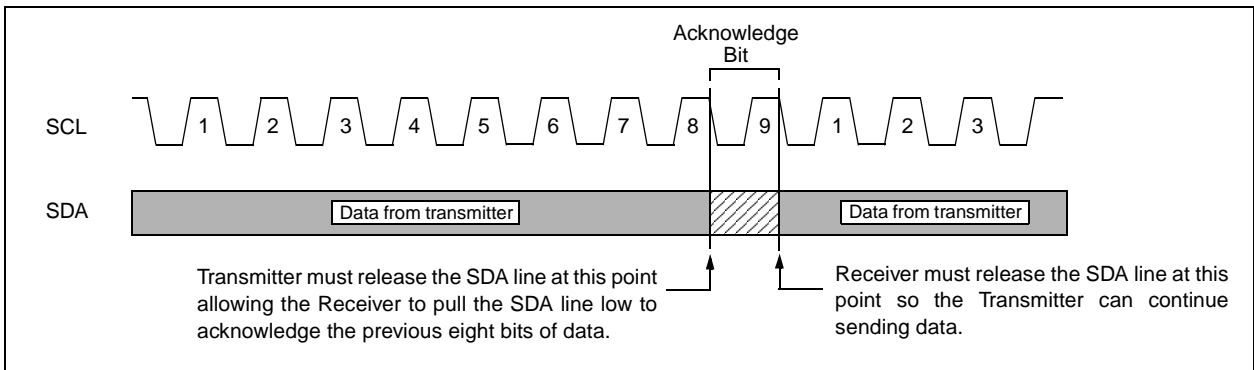 Acknowledge
Bit
SCL
1 2 3 4 5 6 7 8 9 1 2 3
SDA
Data from transmitter
Data from transmitter
Transmitter must release the SDA line at this point
allowing the Receiver to pull the SDA line low to
acknowledge the previous eight bits of data.
Receiver must release the SDA line at this
point so the Transmitter can continue
sending data.